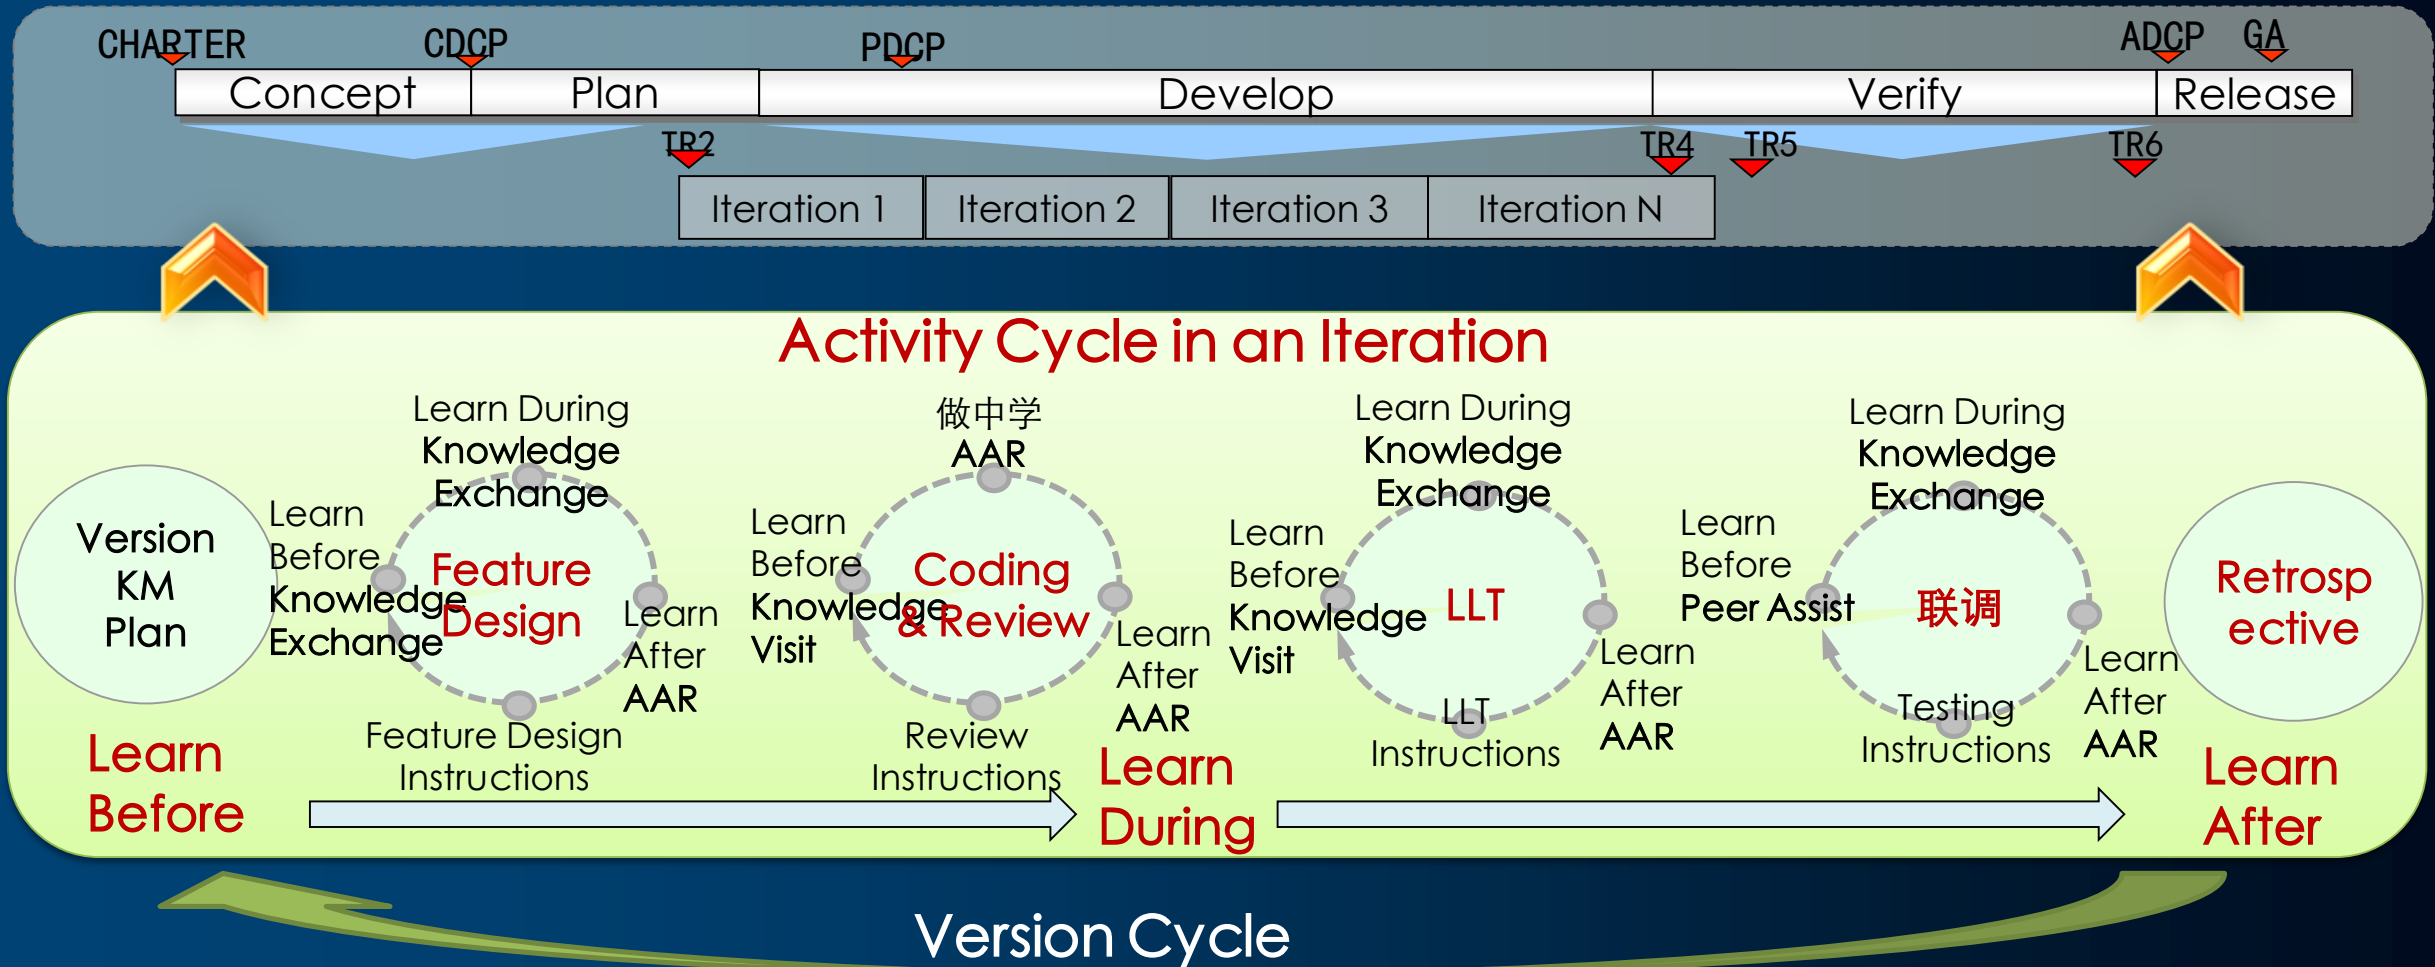 CHARTER
CDCP
PDCP
ADCP
GA
Concept
Plan
Develop
Verify
Release
TR2
TR4
TR5
TR6
Iteration 1
Iteration 2
Iteration 3
Iteration N
Activity Cycle in an Iteration
Version
KM
Plan
Learn During
Knowledge
Exchange
Learn
Before
Knowledge
Exchange
Feature
Design
Learn
After
AAR
Feature Design
Instructions
做中学
AAR
Learn
Before
Knowledge
Visit
Coding
& Review
Learn
After
AAR
Review
Instructions
Learn During
Knowledge
Exchange
Learn
Before
Knowledge
Visit
LLT
Learn
After
AAR
LLT
Instructions
Learn During
Knowledge
Exchange
Learn
Before
Peer Assist
联调
Learn
After
AAR
Testing
Instructions
Retrosp
ective
Learn
Before
Learn
During
Learn
After
Version Cycle